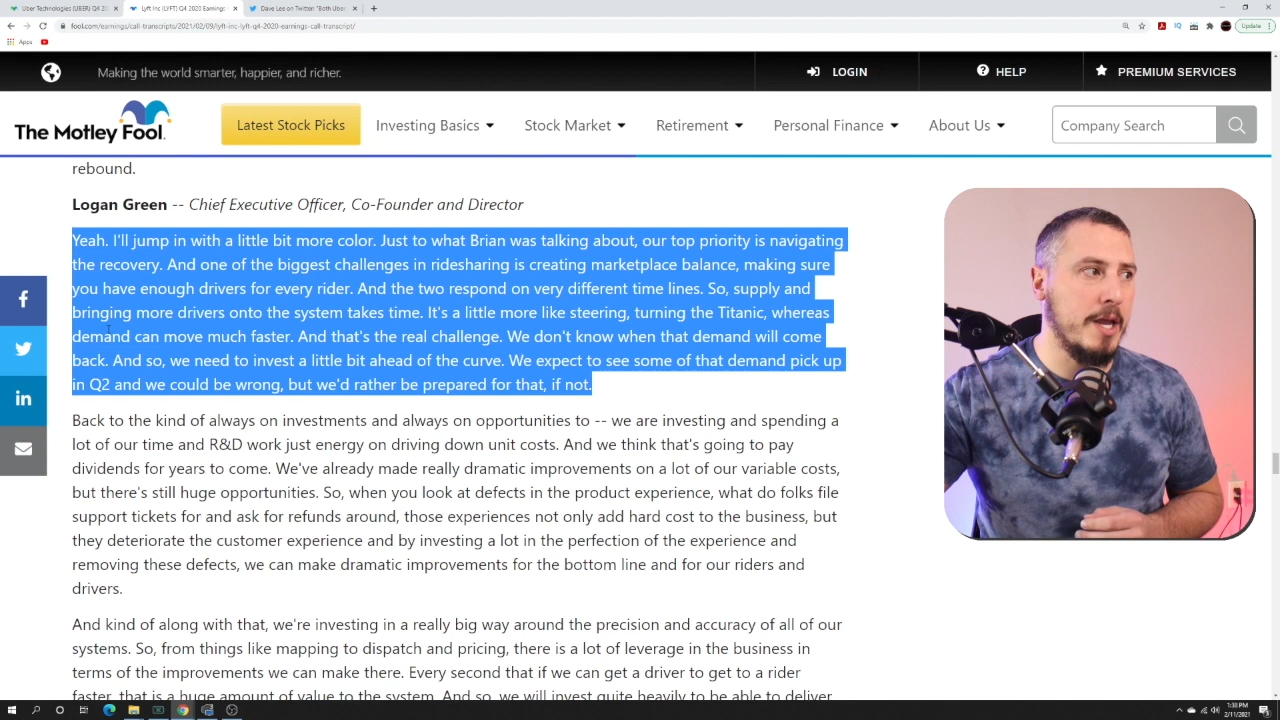 Uber Technologies (UBER) Q4 20
Lyft Inc (LYFT) Q4 2020 Earnings
Dave Lee on Twitter: "Both Uber
fool.com/earnings/call-transcripts/2021/02/09/lyft-inc-lyft-q4-2020-earnings-call-transcript/
Update
Apps
Making the world smarter, happier, and richer.
LOGIN
HELP
PREMIUM SERVICES
The Motley Fool
Latest Stock Picks
Investing Basics
Stock Market
Retirement
Personal Finance
About Us
Company Search
rebound.
Logan Green -- Chief Executive Officer, Co-Founder and Director
Yeah. I'll jump in with a little bit more color. Just to what Brian was talking about, our top priority is navigating
the recovery. And one of the biggest challenges in ridesharing is creating marketplace balance, making sure
you have enough drivers for every rider. And the two respond on very different time lines. So, supply and
bringing more drivers onto the system takes time. It's a little more like steering, turning the Titanic, whereas
demand can move much faster. And that's the real challenge. We don't know when that demand will come
back. And so, we need to invest a little bit ahead of the curve. We expect to see some of that demand pick up
in Q2 and we could be wrong, but we'd rather be prepared for that, if not.
Back to the kind of always on investments and always on opportunities to -- we are investing and spending a
lot of our time and R&D work just energy on driving down unit costs. And we think that's going to pay
dividends for years to come. We've already made really dramatic improvements on a lot of our variable costs,
but there's still huge opportunities. So, when you look at defects in the product experience, what do folks file
support tickets for and ask for refunds around, those experiences not only add hard cost to the business, but
they deteriorate the customer experience and by investing a lot in the perfection of the experience and
removing these defects, we can make dramatic improvements for the bottom line and for our riders and
drivers.
And kind of along with that, we're investing in a really big way around the precision and accuracy of all of our
systems. So, from things like mapping to dispatch and pricing, there is a lot of leverage in the business in
terms of the improvements we can make there. Every second that if we can get a driver to get to a rider
faster, that is a huge amount of value to the system. And so, we will invest quite heavily to be able to deliver
1:38 PM
2/11/2021